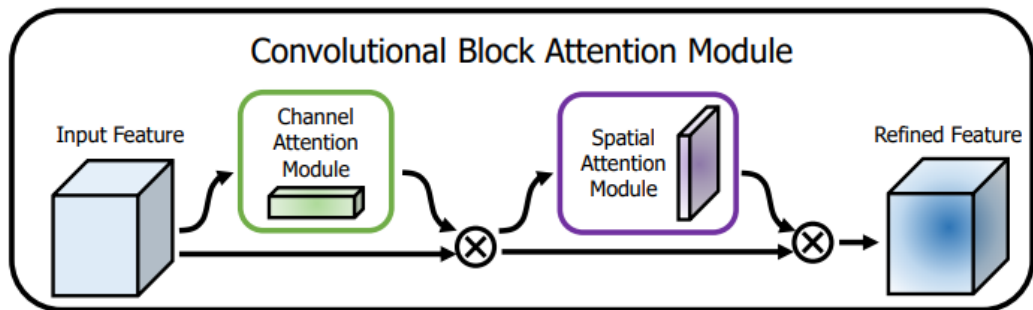 Convolutional Block Attention Module
Input Feature
Channel
Attention
Module
Spatial
Attention
Module
Refined Feature